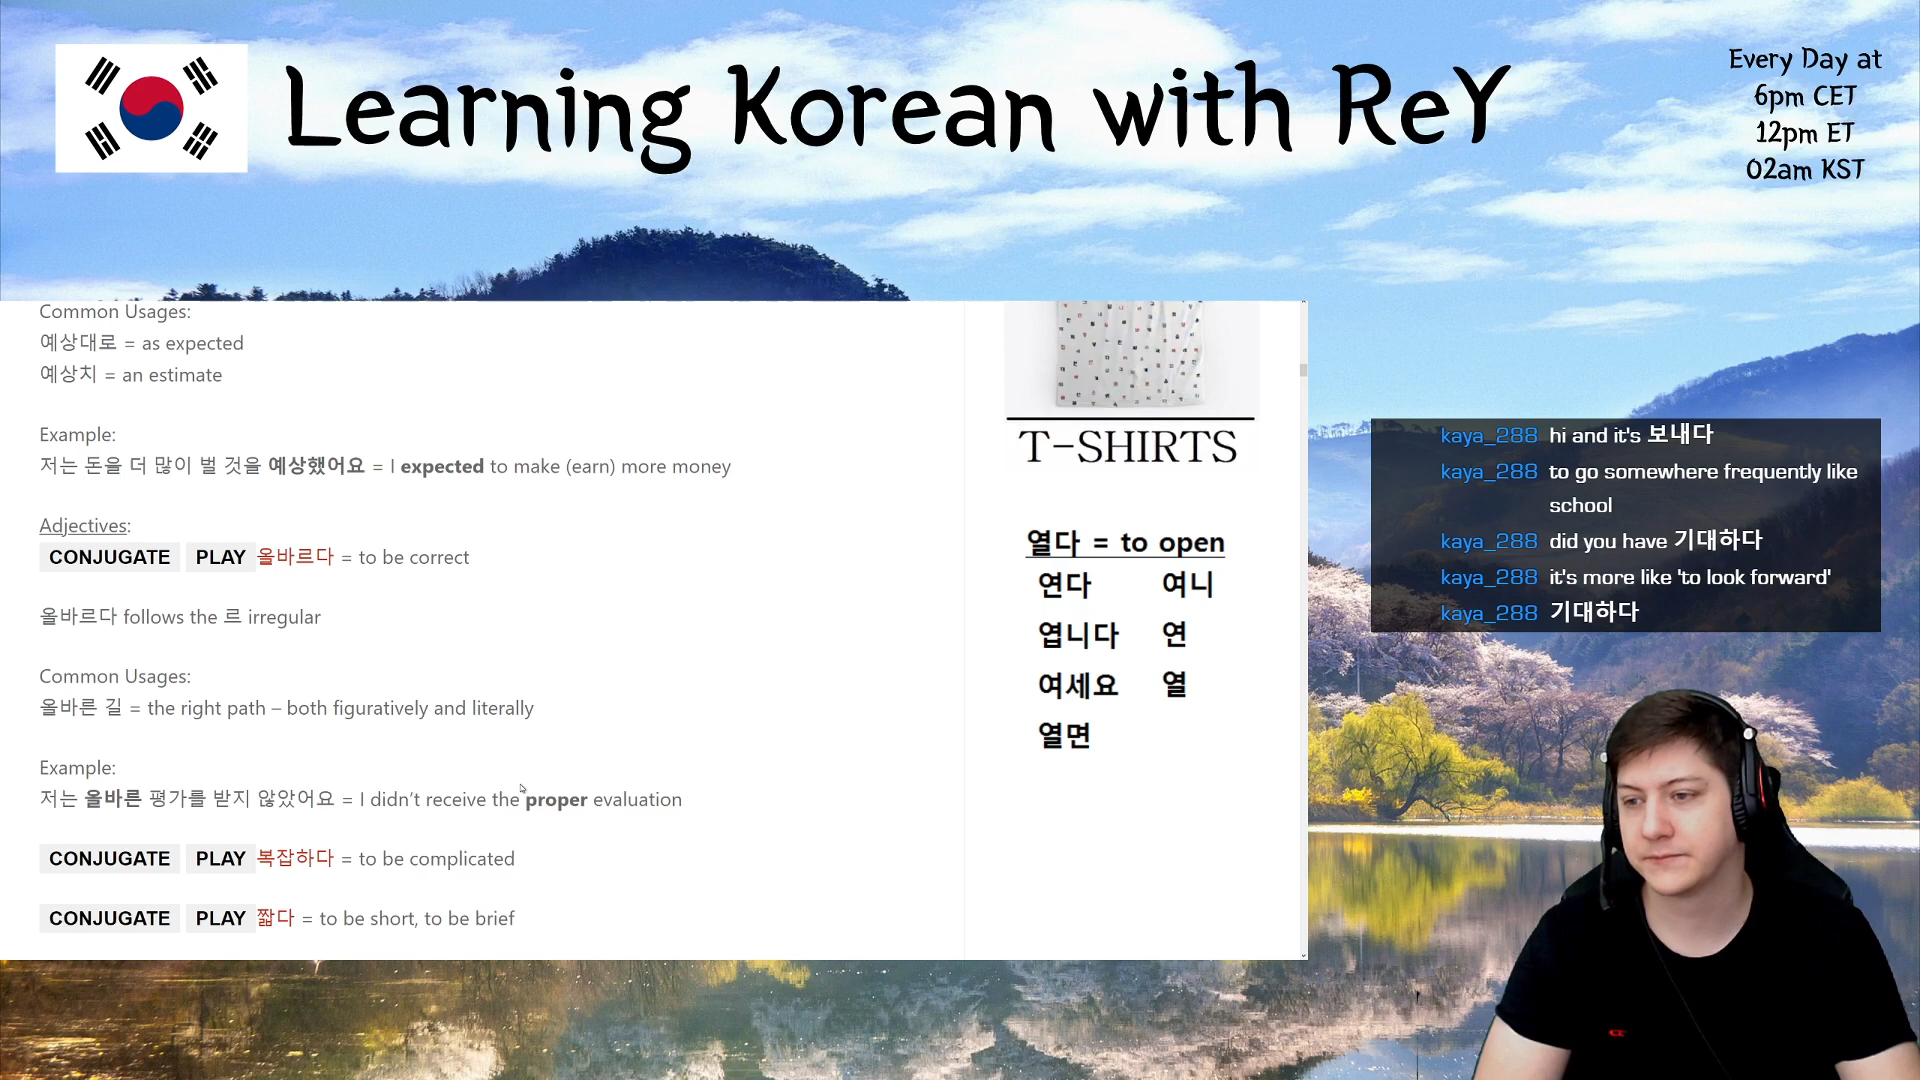 Learning Korean with ReY
Every Day at
6pm CET
12pm ET
02am KST
Common Usages:
예상대로 = as expected
예상치 = an estimate
Example:
저는 돈을 더 많이 벌 것을 예상했어요 = I expected to make (earn) more money
Adjectives:
CONJUGATE PLAY 올바르다 = to be correct
올바르다 follows the 르 irregular
Common Usages:
올바른 길 = the right path – both figuratively and literally
Example:
저는 올바른 평가를 받지 않았어요 = I didn’t receive the proper evaluation
CONJUGATE PLAY 복잡하다 = to be complicated
CONJUGATE PLAY 짧다 = to be short, to be brief
T-SHIRTS
열다 = to open
연다 여니
엽니다 연
여세요 열
열면
kaya_288 hi and it's 보내다
kaya_288 to go somewhere frequently like
school
kaya_288 did you have 기대하다
kaya_288 it's more like 'to look forward'
kaya_288 기대하다